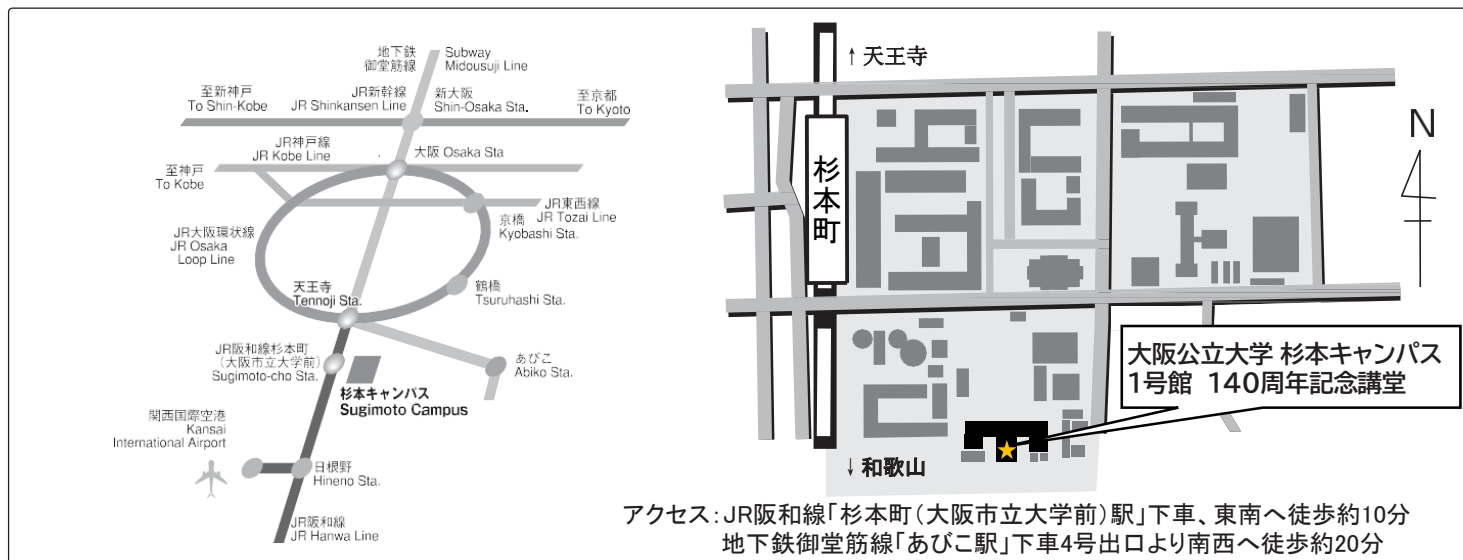 地下鉄
御堂筋線
Subway
Midousuji Line
至新神戸
To Shin-Kobe
JR新幹線
JR Shinkansen Line
新大阪
Shin-Osaka Sta.
至京都
To Kyoto
JR神戸線
JR Kobe Line
大阪 Osaka Sta
至神戸
To Kobe
JR東西線
JR Tozai Line
京橋
Kyobashi Sta.
JR大阪環状線
JR Osaka
Loop Line
天王寺
Tennoji Sta.
鶴橋
Tsuruhashi Sta.
JR阪和線杉本町
(大阪市立大学前)
Sugimoto-cho Sta.
あびこ
Abiko Sta.
杉本キャンパス
Sugimoto Campus
関西国際空港
Kansai
International Airport
日根野
Hineno Sta.
JR阪和線
JR Hanwa Line
↑ 天王寺
杉本町
N
大阪公立大学 杉本キャンパス
1号館 140周年記念講堂
↓ 和歌山
アクセス：JR阪和線「杉本町（大阪市立大学前）駅」下車、東南へ徒歩約10分
地下鉄御堂筋線「あびこ駅」下車4号出口より南西へ徒歩約20分